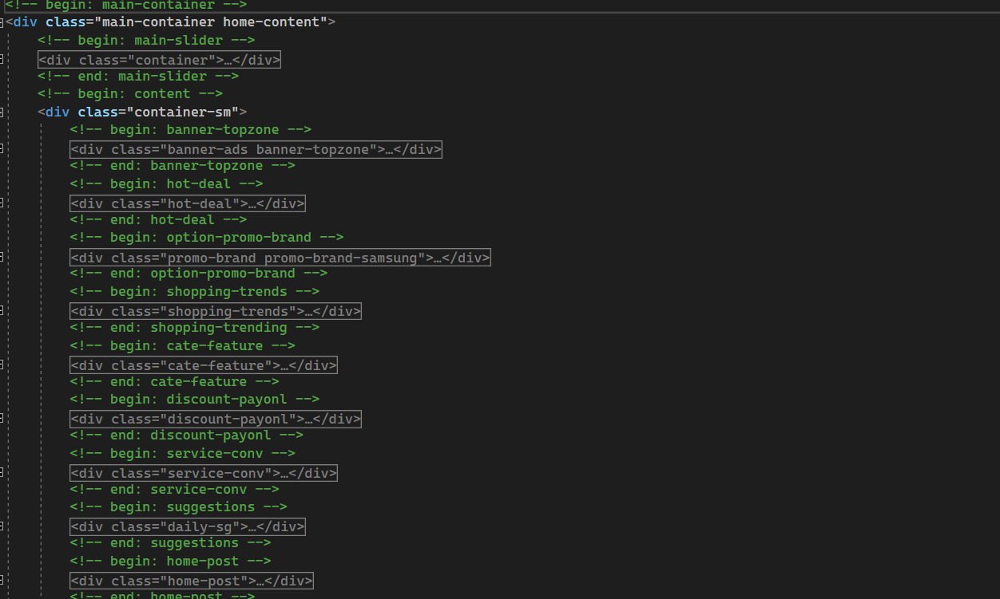 <!-- begin: main-container -->
<div class="main-container home-content">
<!-- begin: main-slider -->
<div class="container">…</div>
<!-- end: main-slider -->
<!-- begin: content -->
<div class="container-sm">
<!-- begin: banner-topzone -->
<div class="banner-ads banner-topzone">…</div>
<!-- end: banner-topzone -->
<!-- begin: hot-deal -->
<div class="hot-deal">…</div>
<!-- end: hot-deal -->
<!-- begin: option-promo-brand -->
<div class="promo-brand promo-brand-samsung">…</div>
<!-- end: option-promo-brand -->
<!-- begin: shopping-trends -->
<div class="shopping-trends">…</div>
<!-- end: shopping-trending -->
<!-- begin: cate-feature -->
<div class="cate-feature">…</div>
<!-- end: cate-feature -->
<!-- begin: discount-payonl -->
<div class="discount-payonl">…</div>
<!-- end: discount-payonl -->
<!-- begin: service-conv -->
<div class="service-conv">…</div>
<!-- end: service-conv -->
<!-- begin: suggestions -->
<div class="daily-sg">…</div>
<!-- end: suggestions -->
<!-- begin: home-post -->
<div class="home-post">…</div>
<!-- end: home-post -->